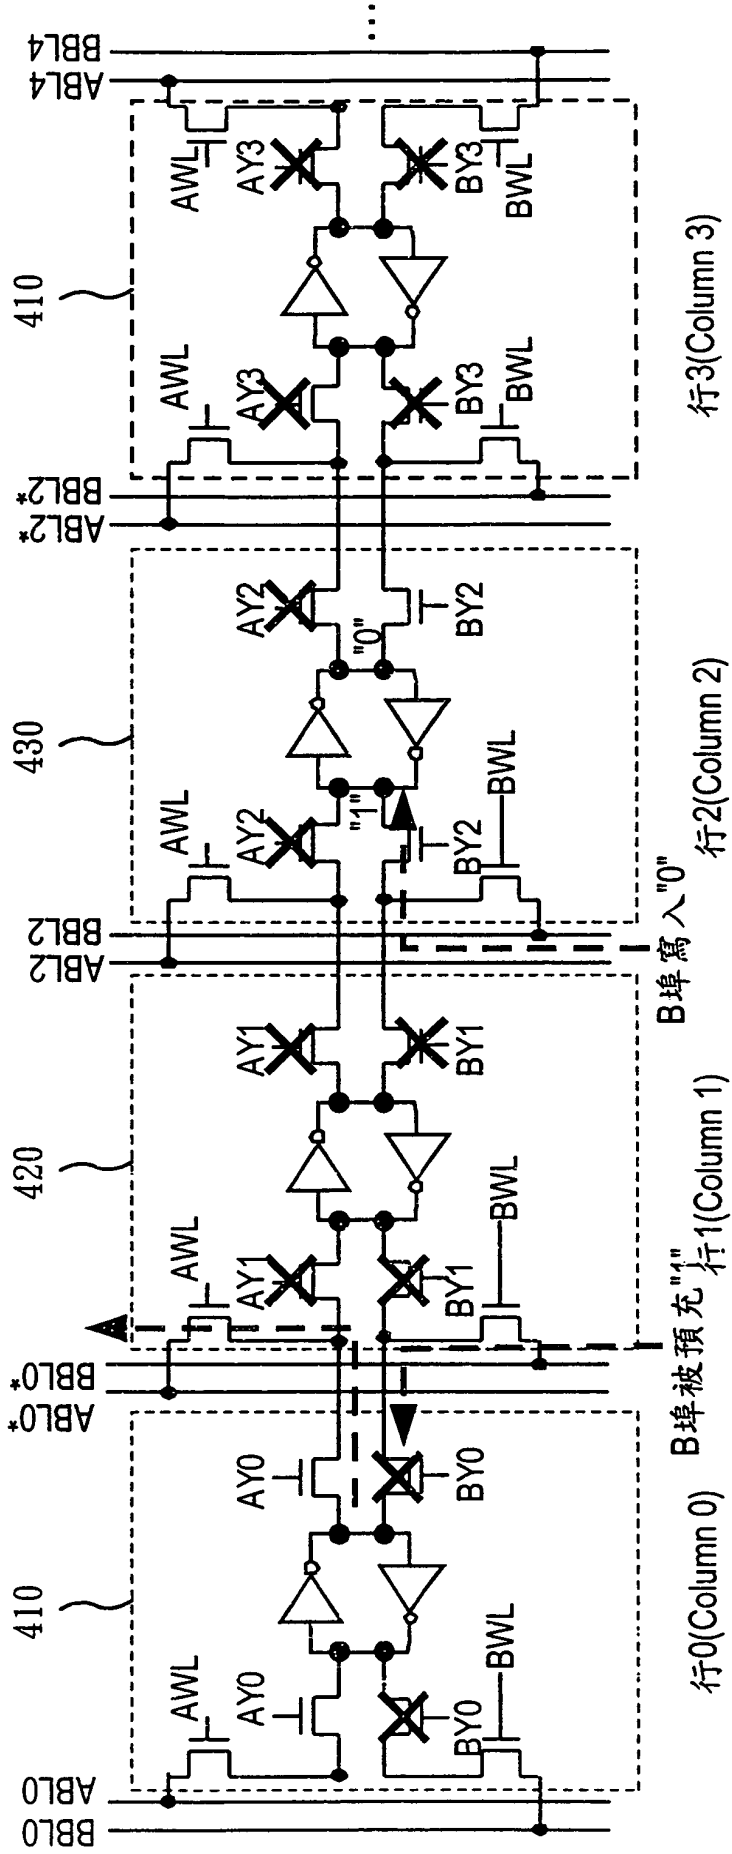 410
420
430
410
BBL0
ABL0
ABL0*
BBL0*
ABL2
BBL2
ABL2*
BBL2*
ABL4
BBL4
AWL
AWL
AWL
AWL
AWL
AY0
AY0
AY1
AY1
AY2
AY2
AY3
AY3
"1"
"0"
BY0
BY0
BY1
BY1
BY2
BY2
BY3
BY3
BWL
BWL
BWL
BWL
BWL
B埠被預充"1"
B埠寫入"0"
行0(Column 0)
行1(Column 1)
行2(Column 2)
行3(Column 3)